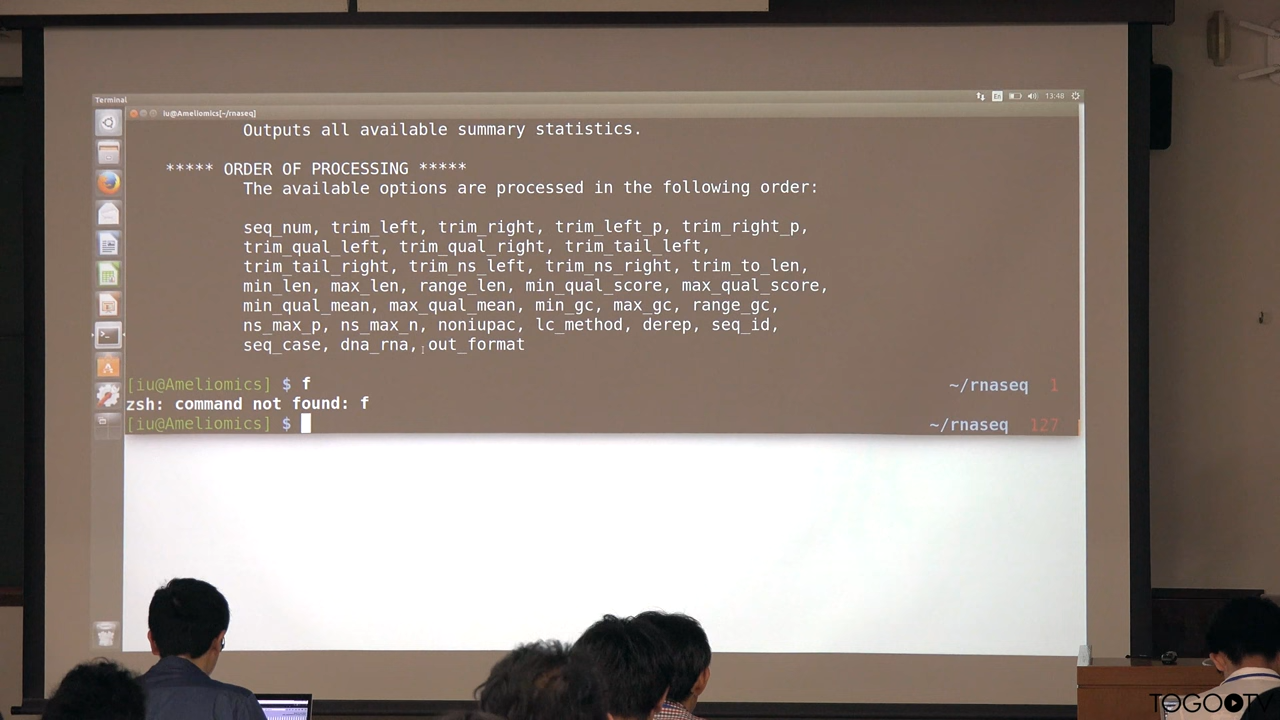 Terminal
En
13:48
iu@Ameliomics[~/rnaseq]
Outputs all available summary statistics.
***** ORDER OF PROCESSING *****
The available options are processed in the following order:
seq_num, trim_left, trim_right, trim_left_p, trim_right_p,
trim_qual_left, trim_qual_right, trim_tail_left,
trim_tail_right, trim_ns_left, trim_ns_right, trim_to_len,
min_len, max_len, range_len, min_qual_score, max_qual_score,
min_qual_mean, max_qual_mean, min_gc, max_gc, range_gc,
ns_max_p, ns_max_n, noniupac, lc_method, derep, seq_id,
seq_case, dna_rna, out_format
[iu@Ameliomics] $ f ~/rnaseq 1
zsh: command not found: f
[iu@Ameliomics] $ ~/rnaseq 127
TOGOTV